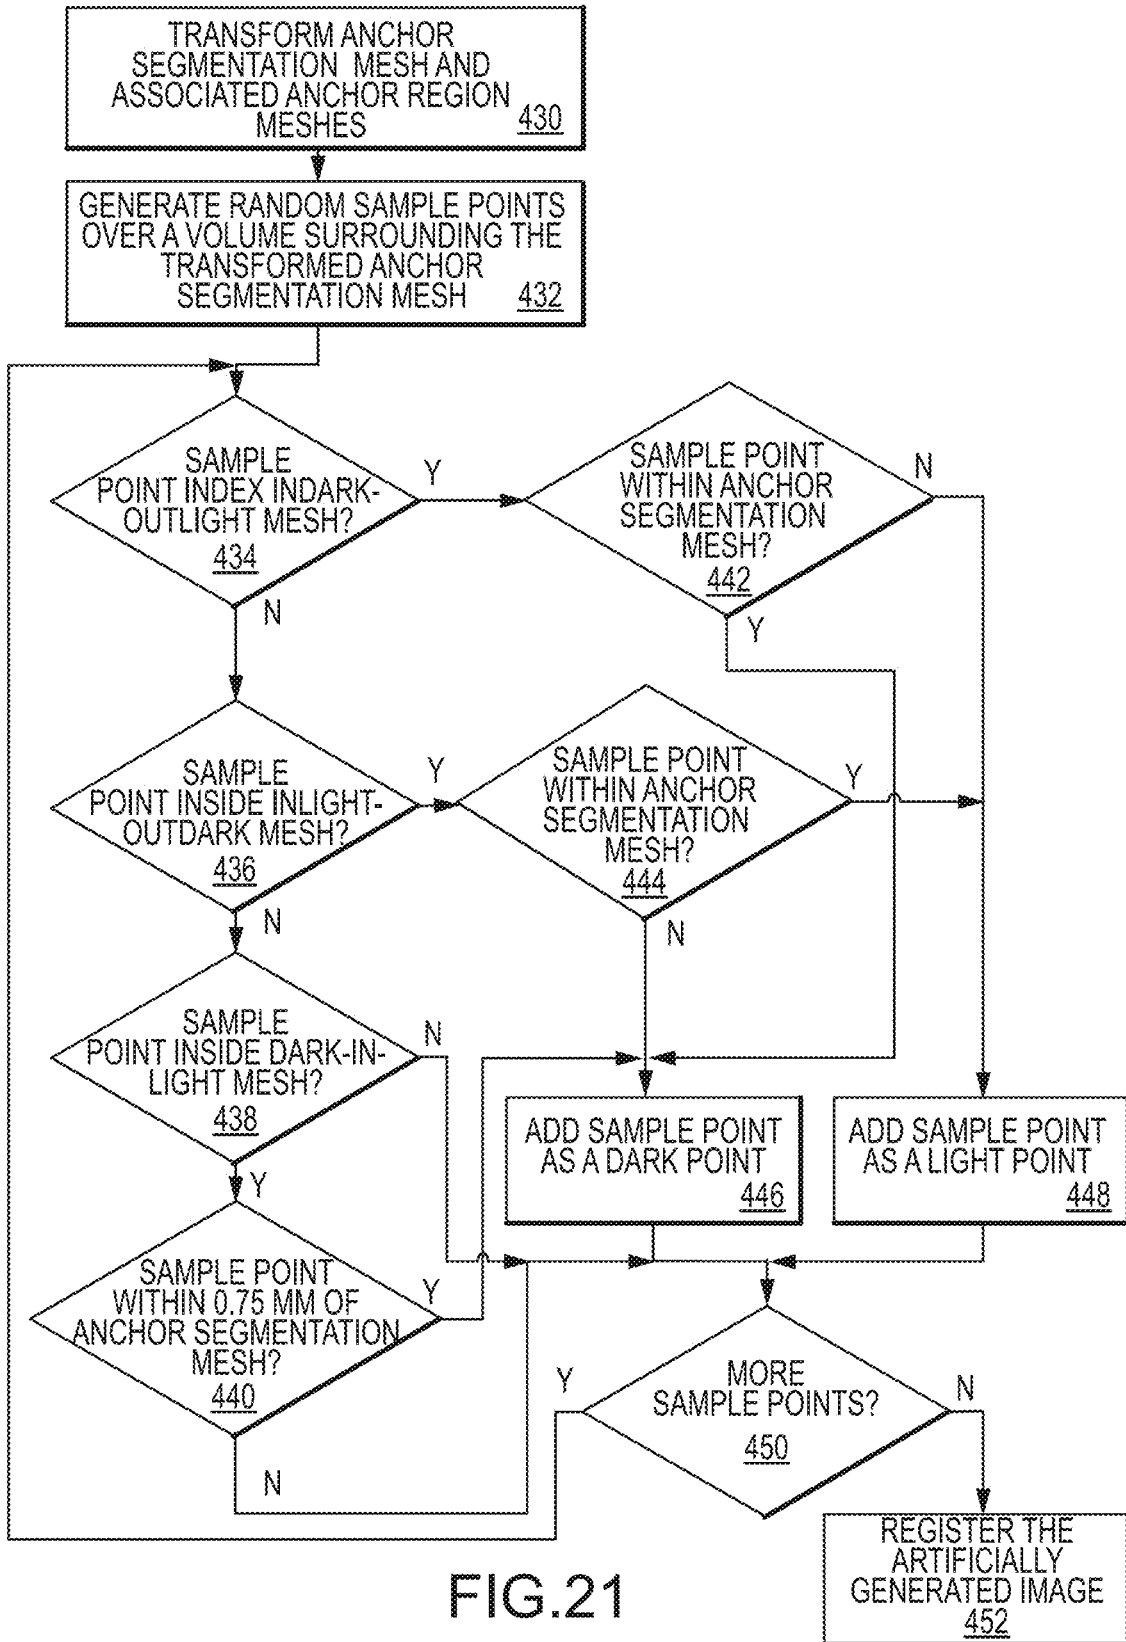 TRANSFORM ANCHOR
SEGMENTATION MESH AND
ASSOCIATED ANCHOR REGION
MESHES
430
GENERATE RANDOM SAMPLE POINTS
OVER A VOLUME SURROUNDING THE
TRANSFORMED ANCHOR
SEGMENTATION MESH
432
SAMPLE
POINT INDEX INDARK-
OUTLIGHT MESH?
434
Y
N
SAMPLE POINT
WITHIN ANCHOR
SEGMENTATION
MESH?
442
N
Y
SAMPLE
POINT INSIDE INLIGHT-
OUTDARK MESH?
436
Y
N
SAMPLE POINT
WITHIN ANCHOR
SEGMENTATION
MESH?
444
Y
N
SAMPLE
POINT INSIDE DARK-IN-
LIGHT MESH?
438
N
Y
ADD SAMPLE POINT
AS A DARK POINT
446
ADD SAMPLE POINT
AS A LIGHT POINT
448
SAMPLE POINT
WITHIN 0.75 MM OF
ANCHOR SEGMENTATION
MESH?
440
Y
N
MORE
SAMPLE POINTS?
450
Y
N
REGISTER THE
ARTIFICIALLY
GENERATED IMAGE
452
FIG.21